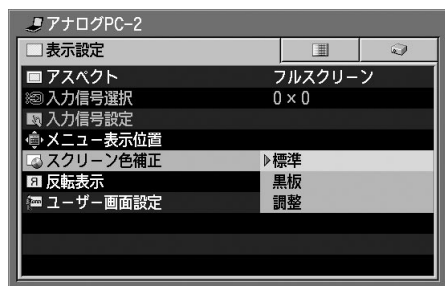 アナログPC-2
表示設定
アスペクト フルスクリーン
入力信号選択 0×0
入力信号設定
メニュー表示位置
スクリーン色補正 標準
反転表示 黒板
ユーザー画面設定 調整